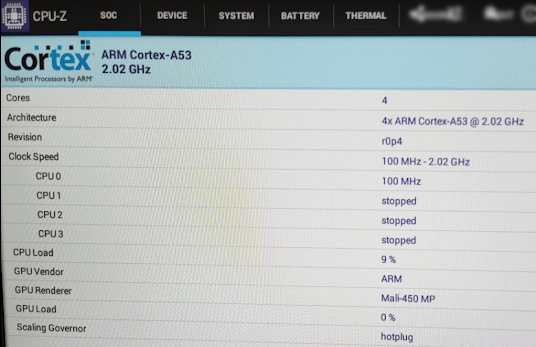 CPU-Z SOC DEVICE SYSTEM BATTERY THERMAL
Cortex
Intelligent Processors by ARM
ARM Cortex-A53
2.02 GHz
Cores 4
Architecture 4x ARM Cortex-A53 @ 2.02 GHz
Revision r0p4
Clock Speed 100 MHz - 2.02 GHz
CPU 0 100 MHz
CPU 1 stopped
CPU 2 stopped
CPU 3 stopped
CPU Load 9 %
GPU Vendor ARM
GPU Renderer Mali-450 MP
GPU Load 0 %
Scaling Governor hotplug